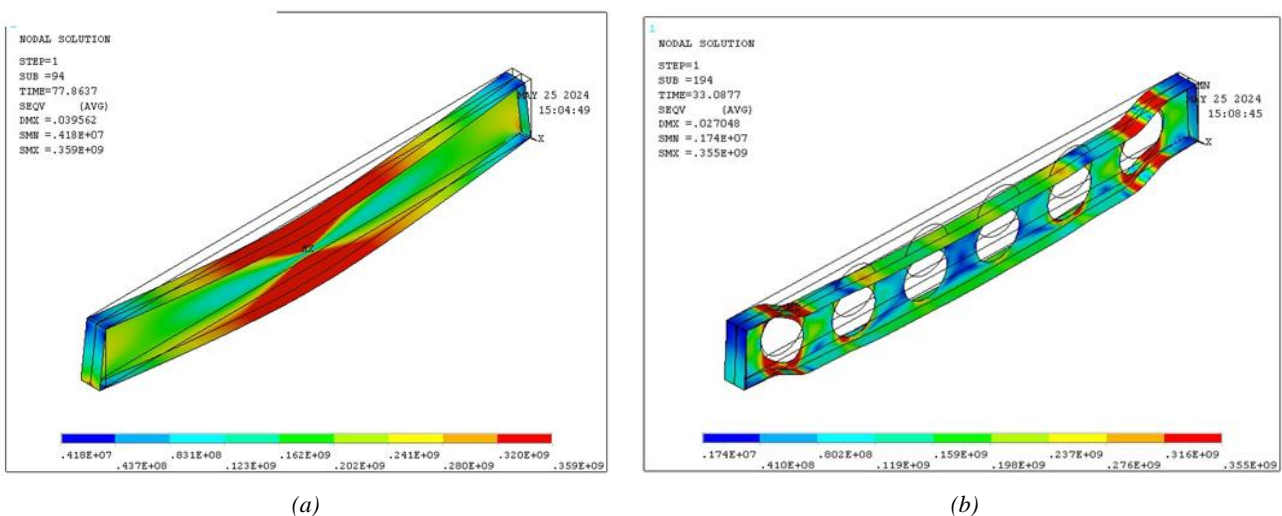 NODAL SOLUTION
STEP=1
SUB =94
TIME=77.8637
SEQV (AVG)
DMX =.039562
SMN =.418E+07
SMX =.359E+09
MAY 25 2024
15:04:49
X
MX
.418E+07 .831E+08 .162E+09 .241E+09 .320E+09
.437E+08 .123E+09 .202E+09 .280E+09 .359E+09
(a)
1
NODAL SOLUTION
STEP=1
SUB =194
TIME=33.0877
SEQV (AVG)
DMX =.027048
SMN =.174E+07
SMX =.355E+09
MN
MAY 25 2024
15:08:45
X
.174E+07 .802E+08 .159E+09 .237E+09 .316E+09
.410E+08 .119E+09 .198E+09 .276E+09 .355E+09
(b)